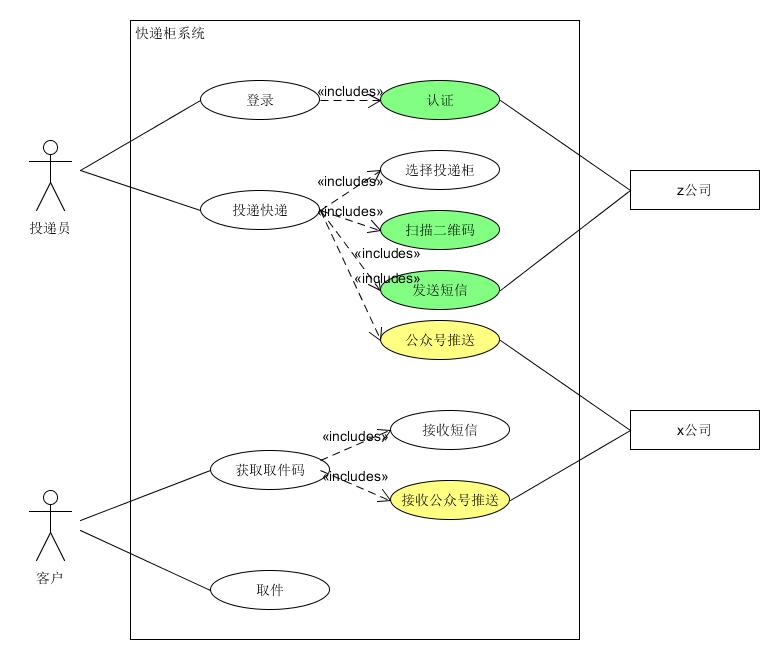 快递柜系统
登录
«includes»
认证
投递员
投递快递
«includes»
选择投递柜
«includes»
扫描二维码
«includes»
«includes»
发送短信
公众号推送
z公司
x公司
客户
获取取件码
«includes»
接收短信
«includes»
接收公众号推送
取件